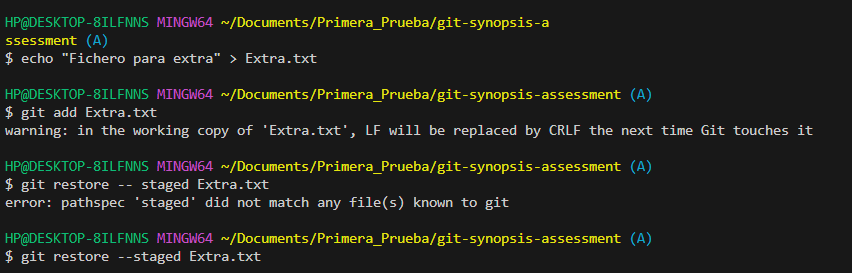 HP@DESKTOP-8ILFNNS MINGW64 ~/Documents/Primera_Prueba/git-synopsis-a
ssessment (A)
$ echo "Fichero para extra" > Extra.txt
HP@DESKTOP-8ILFNNS MINGW64 ~/Documents/Primera_Prueba/git-synopsis-assessment (A)
$ git add Extra.txt
warning: in the working copy of 'Extra.txt', LF will be replaced by CRLF the next time Git touches it
HP@DESKTOP-8ILFNNS MINGW64 ~/Documents/Primera_Prueba/git-synopsis-assessment (A)
$ git restore -- staged Extra.txt
error: pathspec 'staged' did not match any file(s) known to git
HP@DESKTOP-8ILFNNS MINGW64 ~/Documents/Primera_Prueba/git-synopsis-assessment (A)
$ git restore --staged Extra.txt